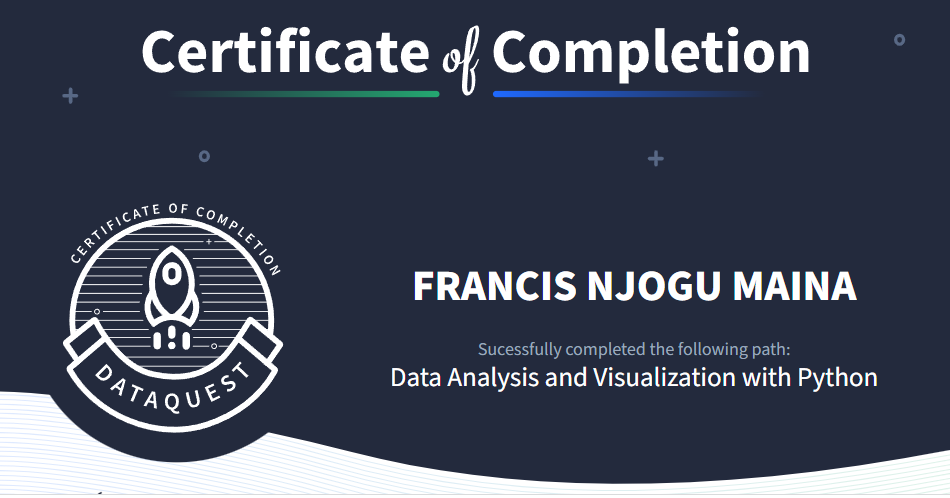 Certificate of Completion
CERTIFICATE OF COMPLETION
DATAQUEST
FRANCIS NJOGU MAINA
Sucessfully completed the following path:
Data Analysis and Visualization with Python